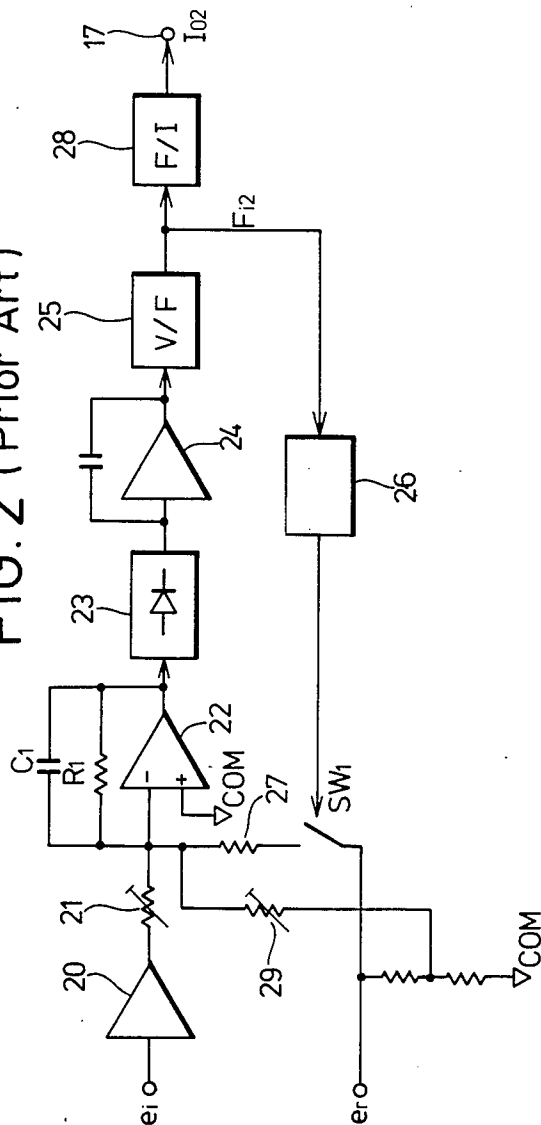 FIG. 2 (Prior Art)
ei
20
21
C1
R1
22
COM
23
24
25
V/F
28
F/I
17
I02
Fi2
26
27
SW1
29
er
COM